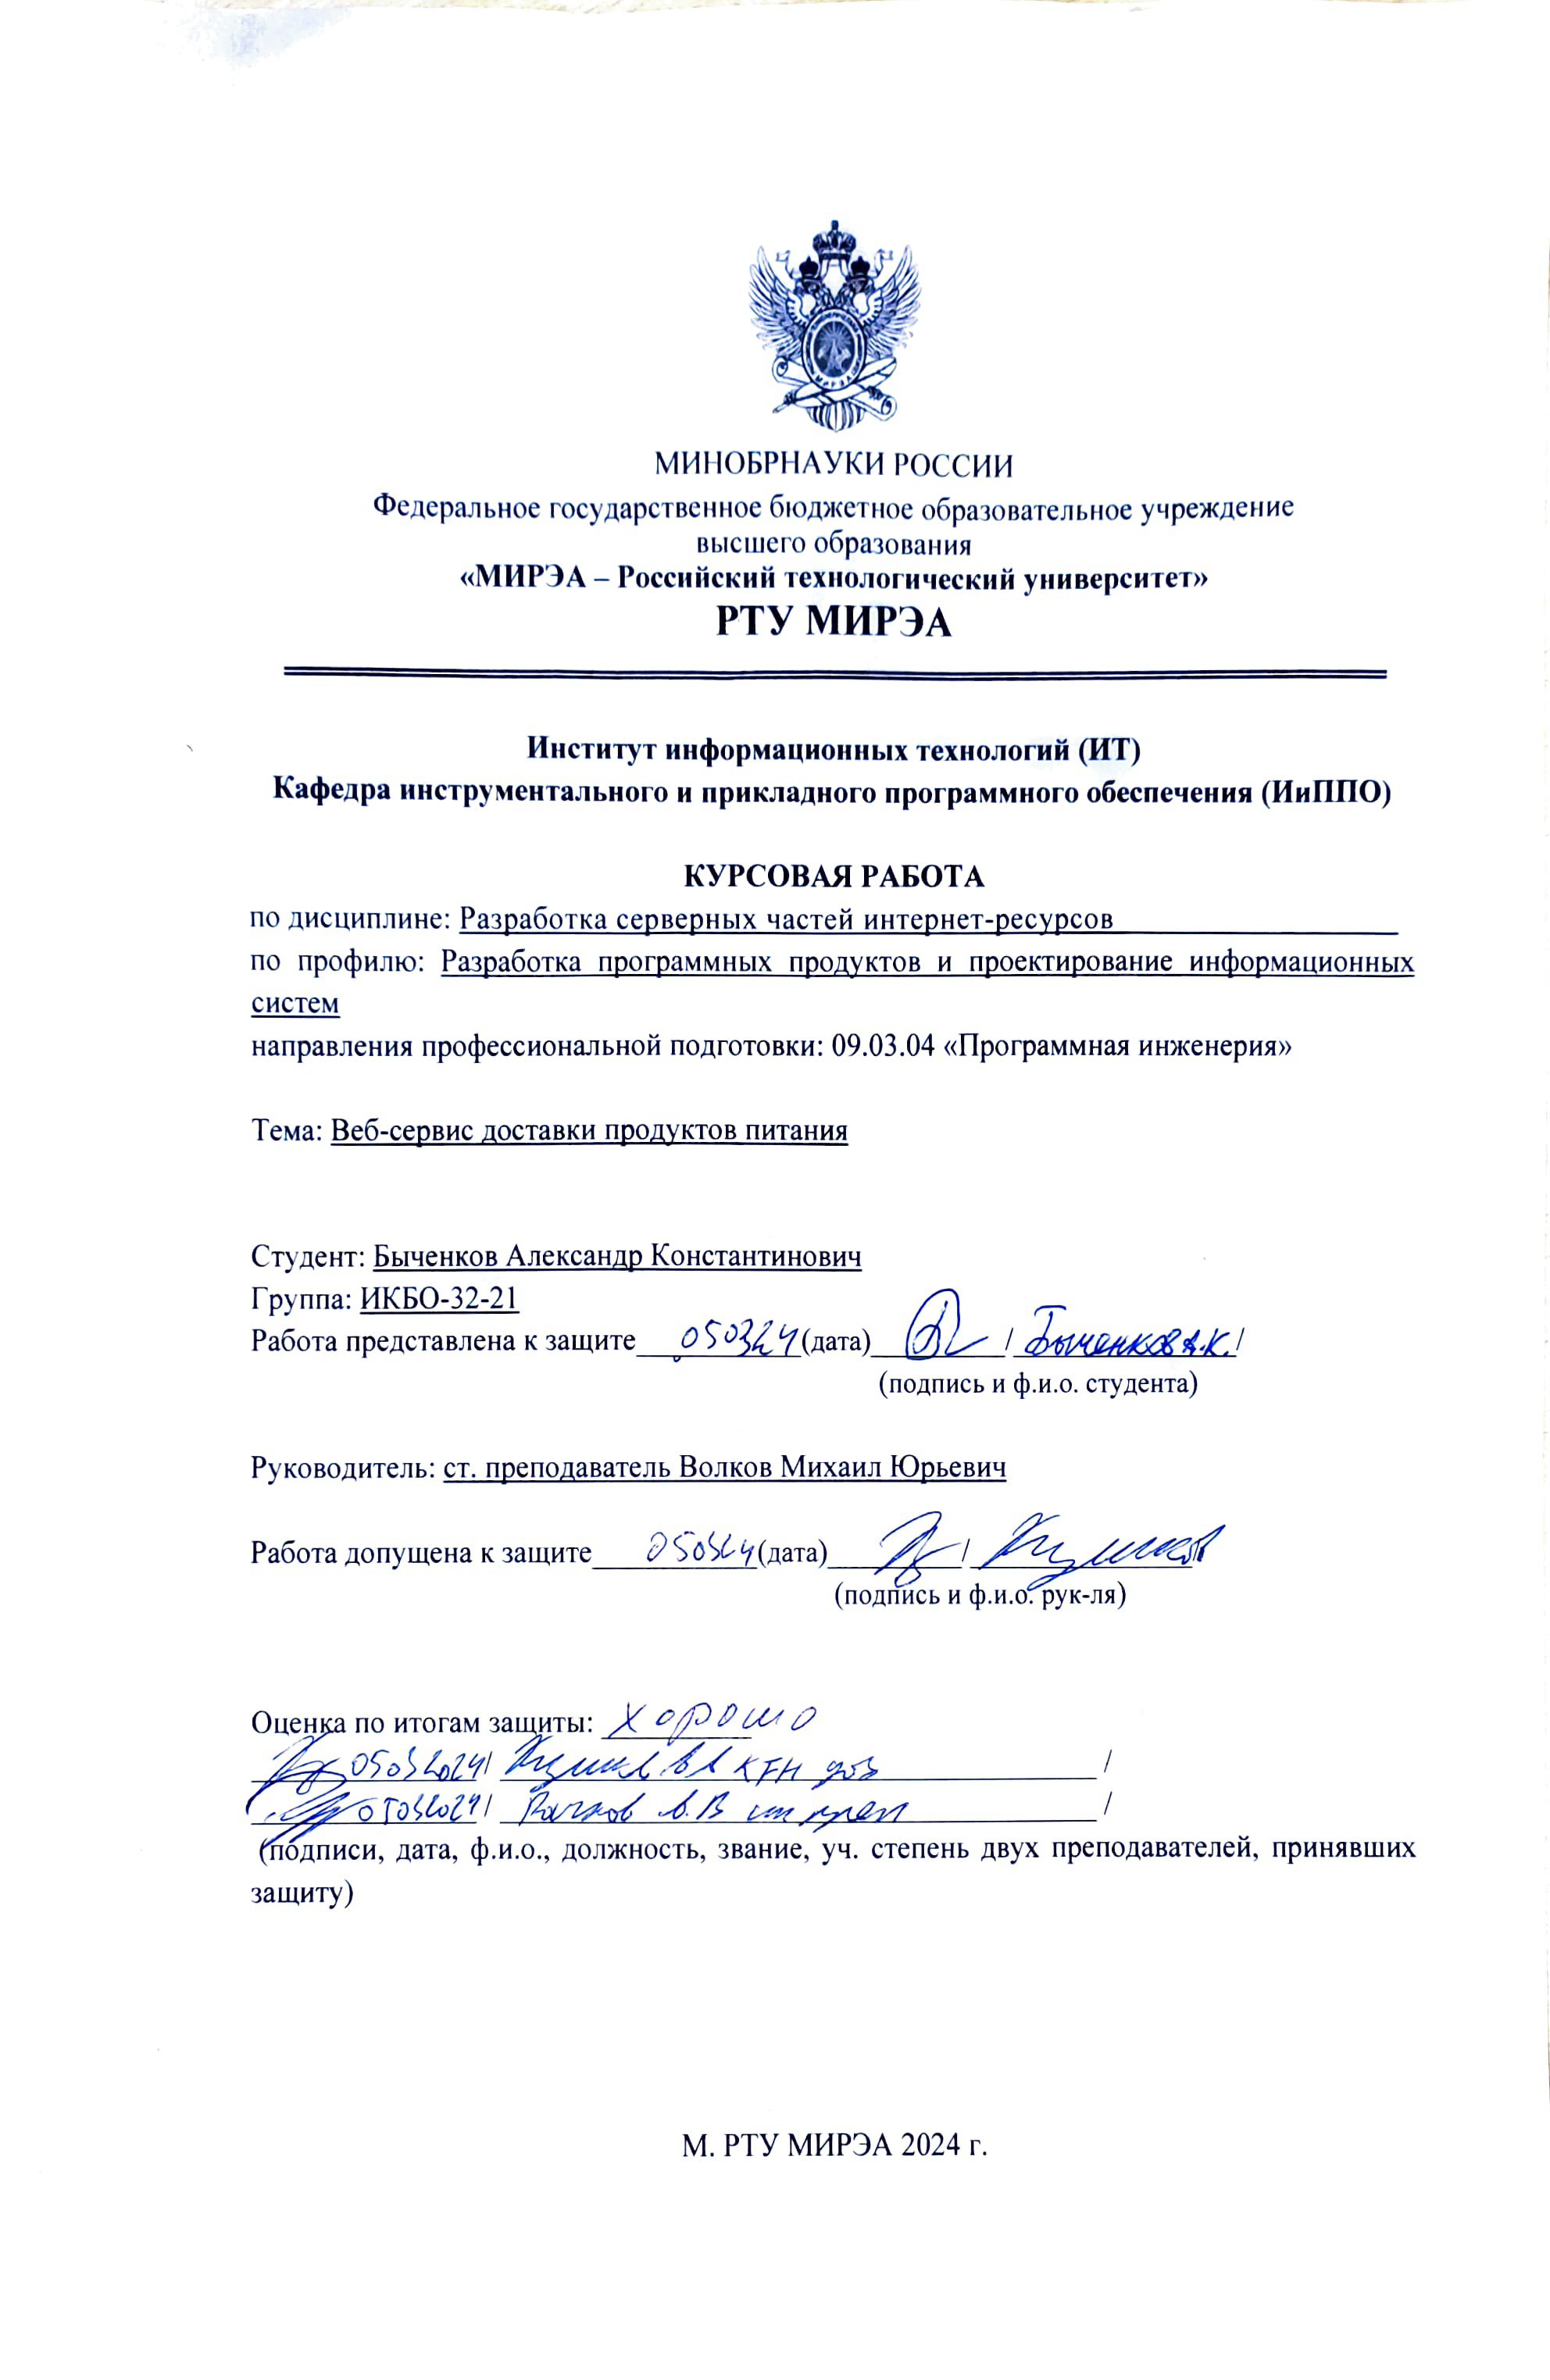 МИРЭА
МИНОБРНАУКИ РОССИИ
Федеральное государственное бюджетное образовательное учреждение
высшего образования
«МИРЭА – Российский технологический университет»
РТУ МИРЭА
Институт информационных технологий (ИТ)
Кафедра инструментального и прикладного программного обеспечения (ИиППО)
КУРСОВАЯ РАБОТА
по дисциплине: Разработка серверных частей интернет-ресурсов
по профилю: Разработка программных продуктов и проектирование информационных
систем
направления профессиональной подготовки: 09.03.04 «Программная инженерия»
Тема: Веб-сервис доставки продуктов питания
Студент: Быченков Александр Константинович
Группа: ИКБО-32-21
Работа представлена к защите 050324 (дата) / Быченков А.К. /
(подпись и ф.и.о. студента)
Руководитель: ст. преподаватель Волков Михаил Юрьевич
Работа допущена к защите 050324 (дата) /
(подпись и ф.и.о. рук-ля)
Оценка по итогам защиты: хорошо
05032024 / КТН /
05032024 / /
(подписи, дата, ф.и.о., должность, звание, уч. степень двух преподавателей, принявших
защиту)
М. РТУ МИРЭА 2024 г.